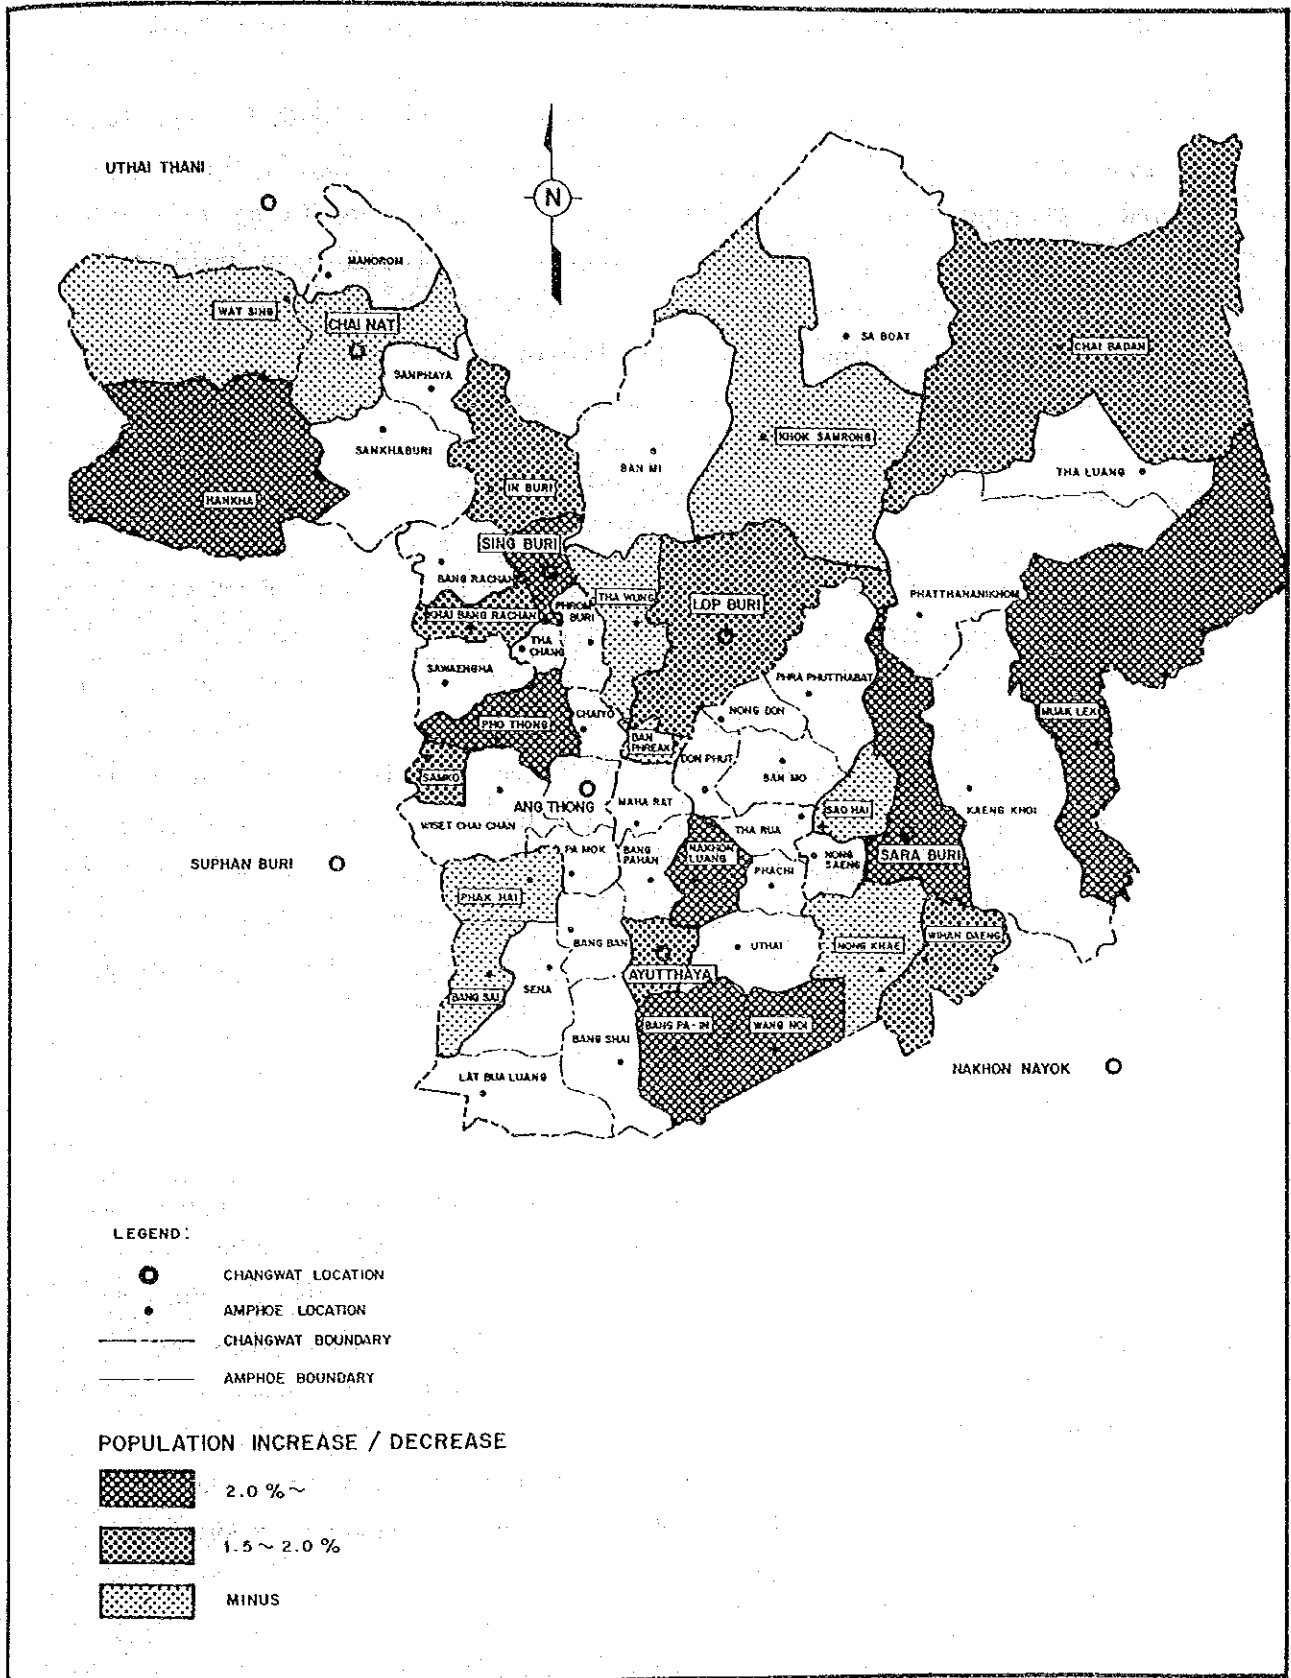 UTHAI THANI
N
MANOROM
WAT SING
CHAI NAT
SA BOAT
CHAI BADAN
SANPHAYA
SANKHABURI
KHOK SAMRONG
BAN MI
THA LUANG
HANKHA
IN BURI
SING BURI
BANG RACHAN
THA WUNG
LOP BURI
PHATTHANANIKHOM
KHAI BANG RACHAN
PHROM
BURI
THA
CHANG
SAWAENGHA
PHRA PHUTTHABAT
CHAIYO
NONG DON
MUAK LEK
PHO THONG
BAN
PHREAK
DON PHUT
SAMKO
BAN MO
ANG THONG
MAHA RAT
SAO HAI
KAENG KHOI
WISET CHAI CHAN
THA RUA
PA MOK
BANG
PAHAN
NAKHON
LUANG
NONG
SAENG
SARA BURI
SUPHAN BURI
PHACHI
PHAK HAI
WIHAN DAENG
BANG BAN
UTHAI
NONG KHAE
AYUTTHAYA
SENA
BANG SAI
BANG PA-IN
WANG NOI
BANG SHAI
NAKHON NAYOK
LAT BUA LUANG
LEGEND:
CHANGWAT LOCATION
AMPHOE LOCATION
CHANGWAT BOUNDARY
AMPHOE BOUNDARY
POPULATION INCREASE / DECREASE
2.0 %~
1.5 ~ 2.0 %
MINUS